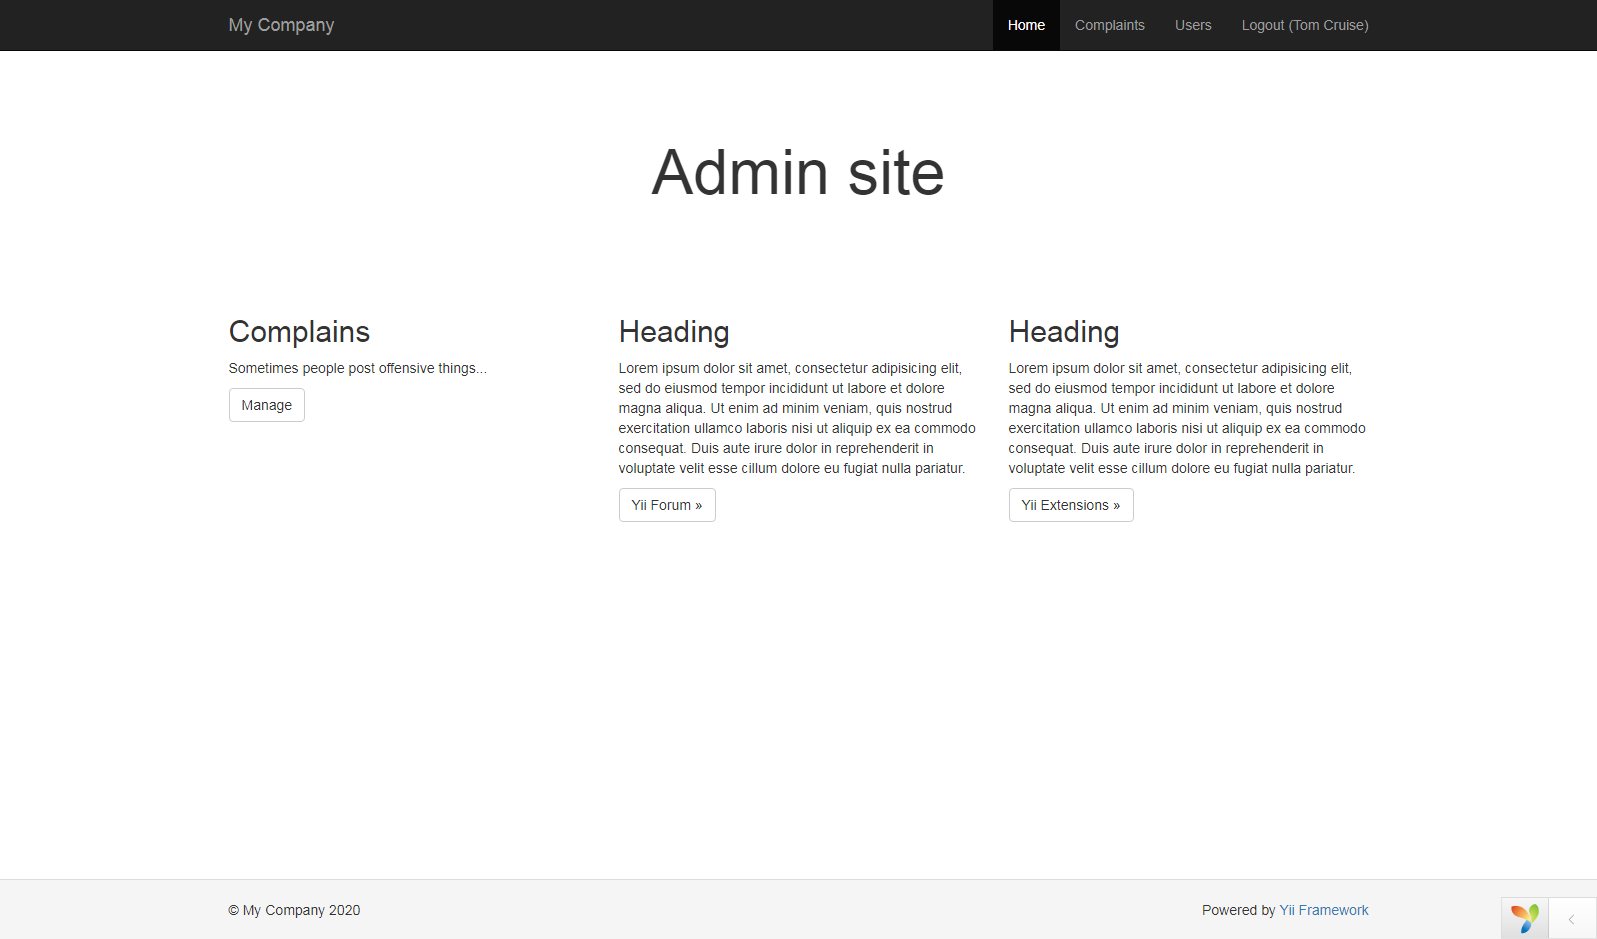 My Company
Home
Complaints
Users
Logout (Tom Cruise)
Admin site
Complains
Sometimes people post offensive things...
Manage
Heading
Lorem ipsum dolor sit amet, consectetur adipisicing elit,
sed do eiusmod tempor incididunt ut labore et dolore
magna aliqua. Ut enim ad minim veniam, quis nostrud
exercitation ullamco laboris nisi ut aliquip ex ea commodo
consequat. Duis aute irure dolor in reprehenderit in
voluptate velit esse cillum dolore eu fugiat nulla pariatur.
Yii Forum »
Heading
Lorem ipsum dolor sit amet, consectetur adipisicing elit,
sed do eiusmod tempor incididunt ut labore et dolore
magna aliqua. Ut enim ad minim veniam, quis nostrud
exercitation ullamco laboris nisi ut aliquip ex ea commodo
consequat. Duis aute irure dolor in reprehenderit in
voluptate velit esse cillum dolore eu fugiat nulla pariatur.
Yii Extensions »
© My Company 2020
Powered by Yii Framework